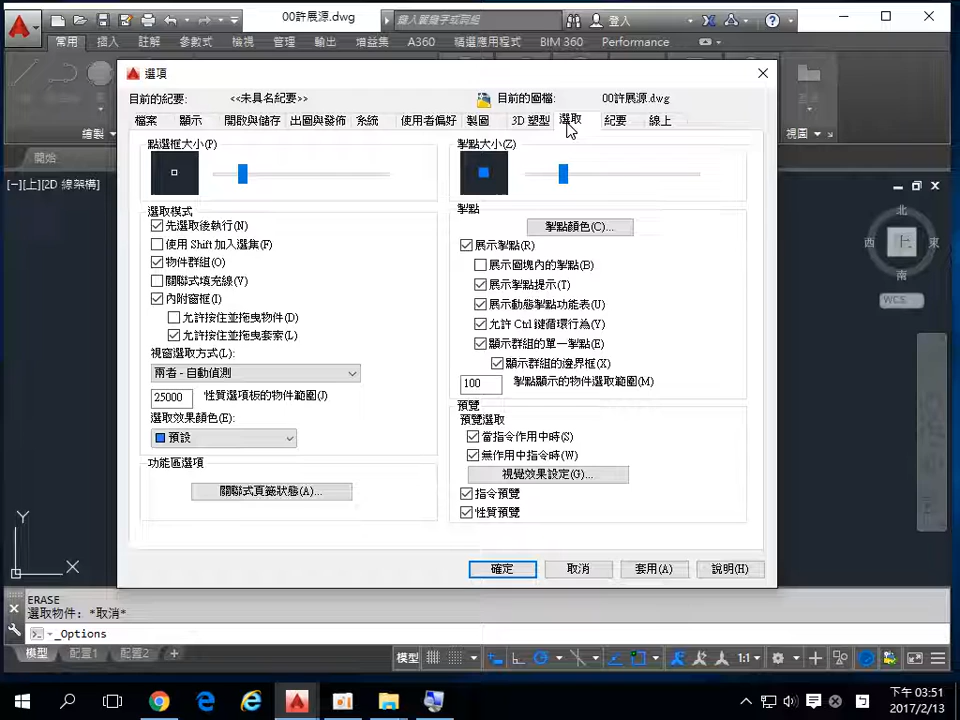 00許展源.dwg
鍵入關鍵字或片語
登入
常用 插入 註解 參數式 檢視 管理 輸出 增益集 A360 精選應用程式 BIM 360 Performance
繪製
視圖
開始
[−][上][2D 線架構]
選項
目前的紀要: <<未具名紀要>> 目前的圖檔: 00許展源.dwg
檔案 顯示 開啟與儲存 出圖與發佈 系統 使用者偏好 製圖 3D 塑型 選取 紀要 線上
點選框大小(P)
選取模式
先選取後執行(N)
使用 Shift 加入選集(F)
物件群組(O)
關聯式填充線(V)
內附窗框(I)
允許按住並拖曳物件(D)
允許按住並拖曳套索(L)
視窗選取方式(L):
兩者 - 自動偵測
25000 性質選項板的物件範圍(J)
選取效果顏色(E):
預設
功能區選項
關聯式頁籤狀態(A)...
掣點大小(Z)
掣點
掣點顏色(C)...
展示掣點(R)
展示圖塊內的掣點(B)
展示掣點提示(T)
展示動態掣點功能表(U)
允許 Ctrl 鍵循環行為(Y)
顯示群組的單一掣點(E)
顯示群組的邊界框(X)
100 掣點顯示的物件選取範圍(M)
預覽
預覽選取
當指令作用中時(S)
無作用中指令時(W)
視覺效果設定(G)...
指令預覽
性質預覽
確定 取消 套用(A) 說明(H)
北
西 上 東
南
WCS
Y
X
ERASE
選取物件: *取消*
_Options
模型 配置1 配置2 +
模型 1:1
下午 03:51
2017/2/13